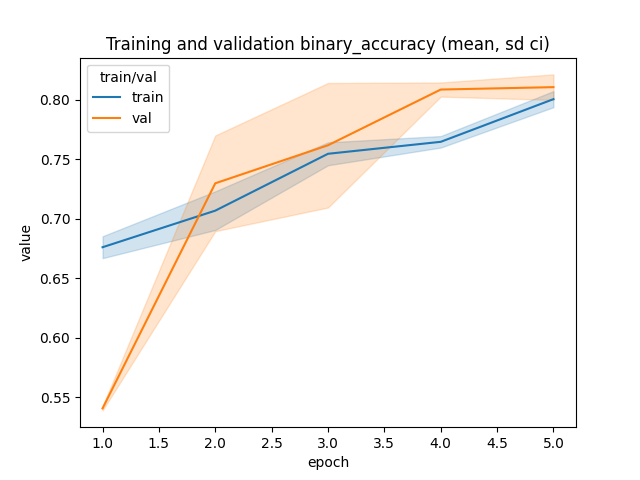 Training and validation binary_accuracy (mean, sd ci)
train/val
train
val
value
0.80
0.75
0.70
0.65
0.60
0.55
1.0 1.5 2.0 2.5 3.0 3.5 4.0 4.5 5.0
epoch